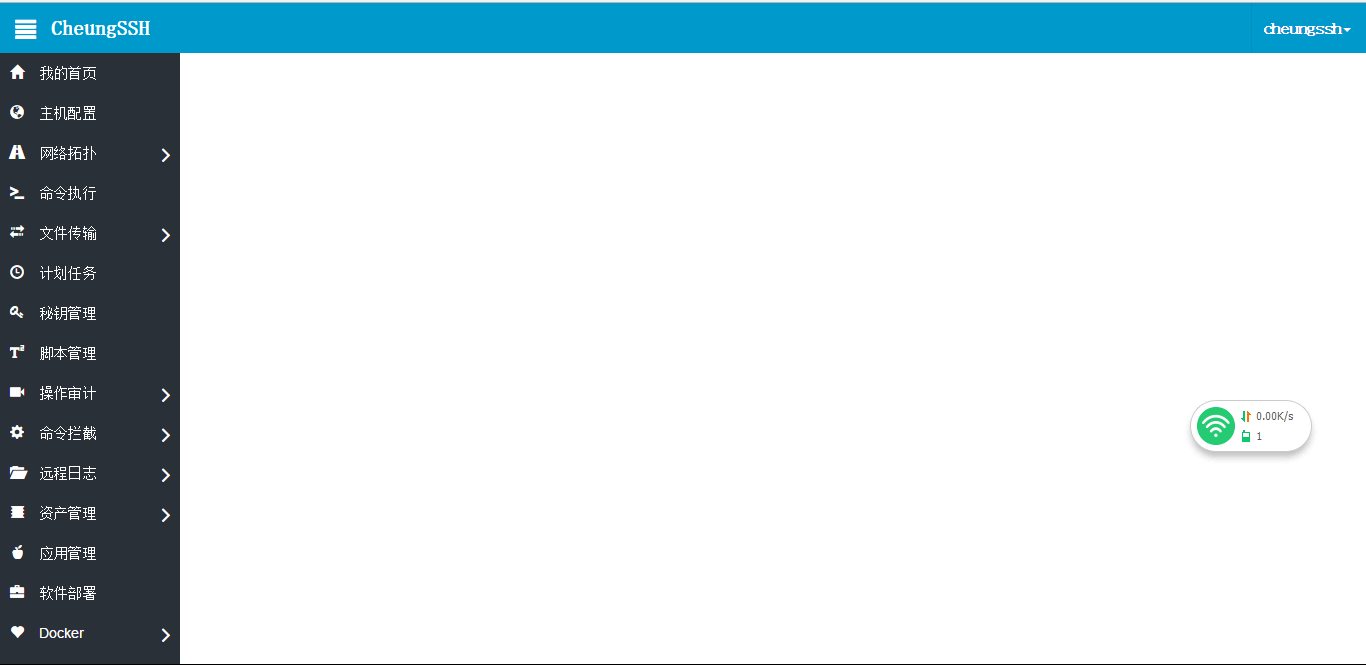 CheungSSH
cheungssh
我的首页
主机配置
网络拓扑
命令执行
文件传输
计划任务
秘钥管理
脚本管理
操作审计
命令拦截
远程日志
资产管理
应用管理
软件部署
Docker
0.00K/s
1